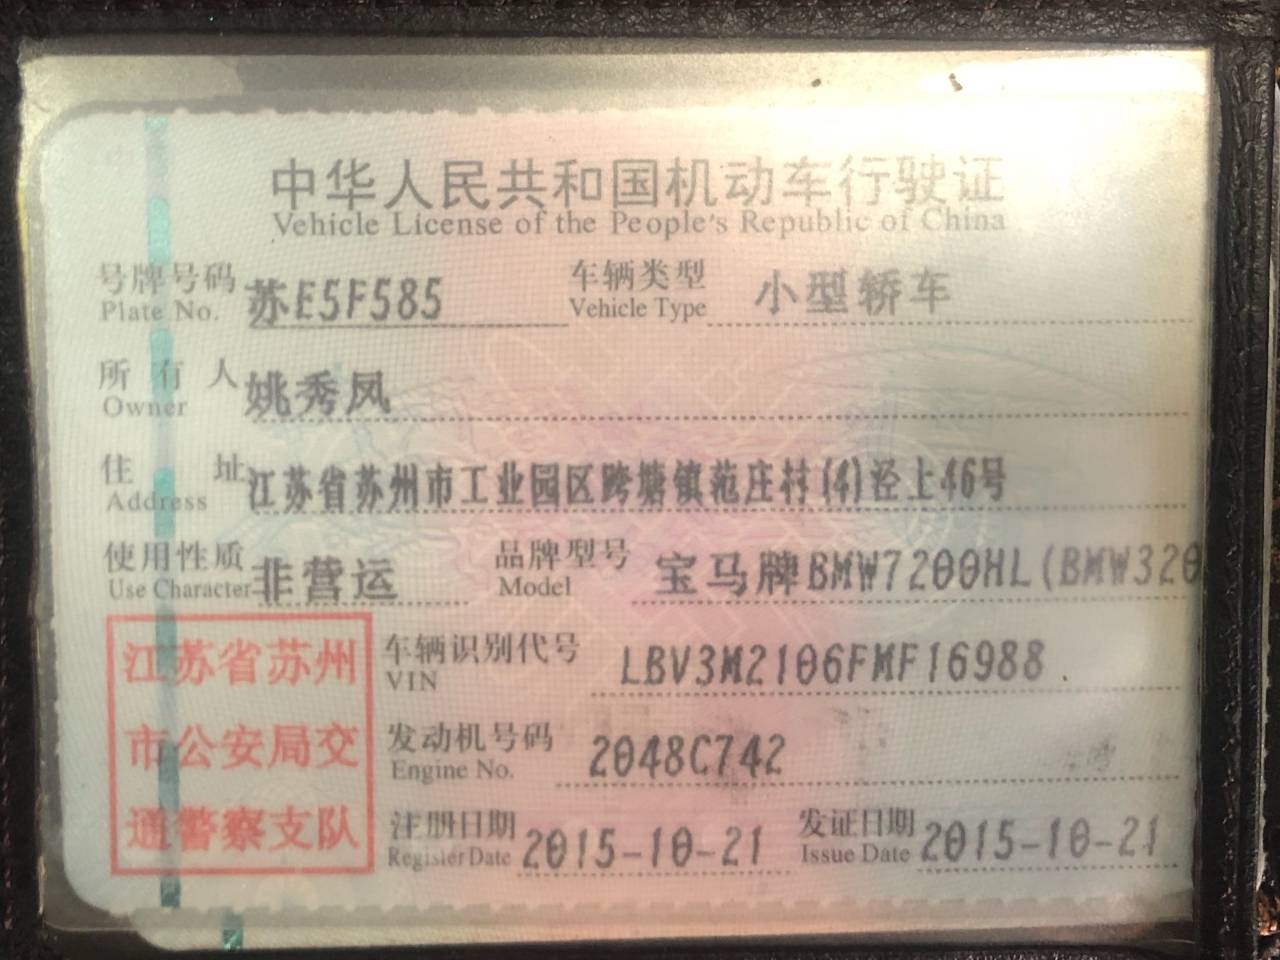 中华人民共和国机动车行驶证
Vehicle License of the People's Republic of China
号牌号码 苏E5F585 车辆类型 小型轿车
Plate No. Vehicle Type
所有人 姚秀凤
Owner
住址 江苏省苏州市工业园区跨塘镇范庄村(4)泾上46号
Address
使用性质 非营运 品牌型号 宝马牌BMW7200HL(BMW320
Use Character Model
江苏省苏州
市公安局交
通警察支队
车辆识别代号 LBV3M2106FMF16988
VIN
发动机号码 2048C742
Engine No.
注册日期 2015-10-21 发证日期 2015-10-21
Register Date Issue Date